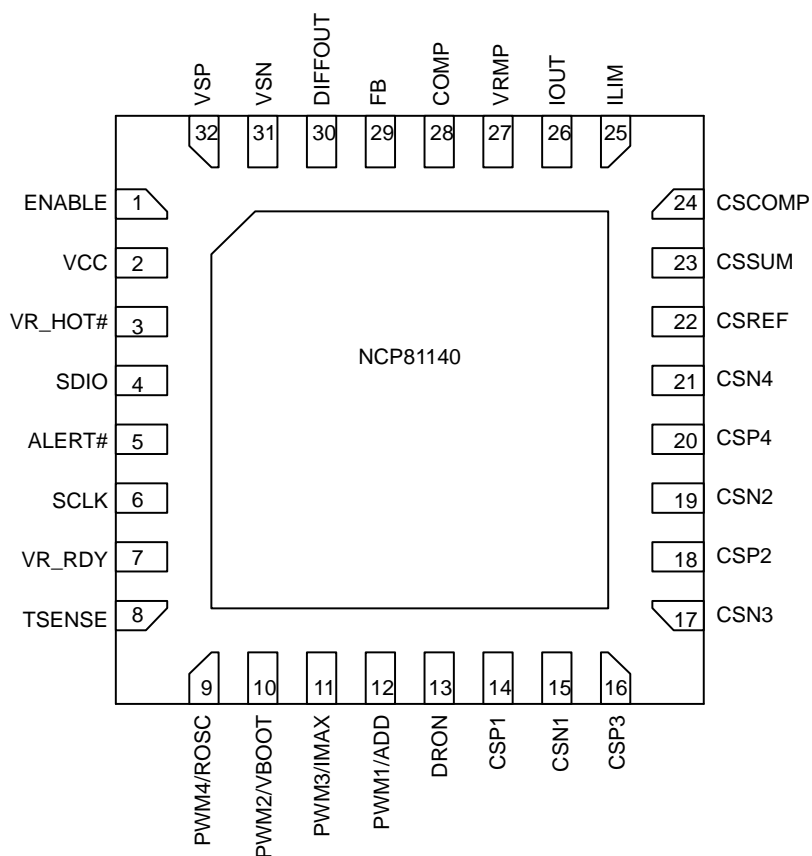 VSP
VSN
DIFFOUT
FB
COMP
VRMP
IOUT
ILIM
32
31
30
29
28
27
26
25
ENABLE 1
VCC 2
VR_HOT# 3
SDIO 4
ALERT# 5
SCLK 6
VR_RDY 7
TSENSE 8
NCP81140
24 CSCOMP
23 CSSUM
22 CSREF
21 CSN4
20 CSP4
19 CSN2
18 CSP2
17 CSN3
9
10
11
12
13
14
15
16
PWM4/ROSC
PWM2/VBOOT
PWM3/IMAX
PWM1/ADD
DRON
CSP1
CSN1
CSP3